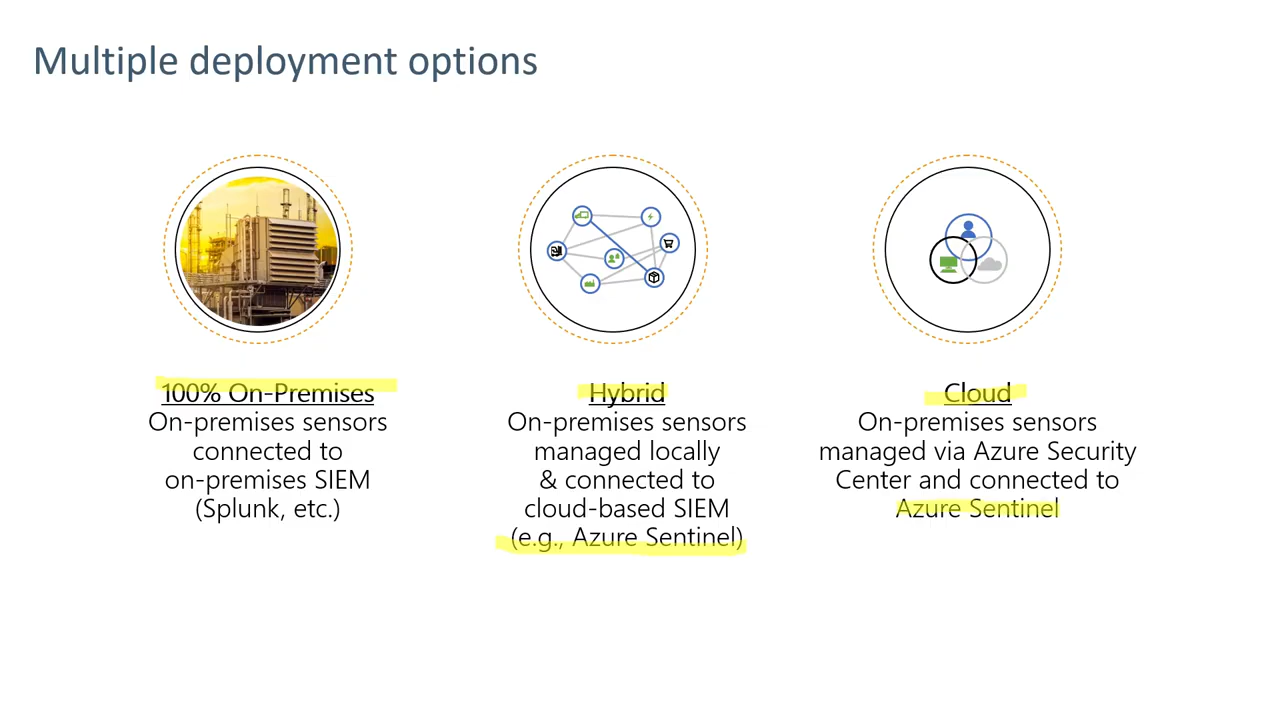 Multiple deployment options
100% On-Premises
On-premises sensors
connected to
on-premises SIEM
(Splunk, etc.)
Hybrid
On-premises sensors
managed locally
& connected to
cloud-based SIEM
(e.g., Azure Sentinel)
Cloud
On-premises sensors
managed via Azure Security
Center and connected to
Azure Sentinel